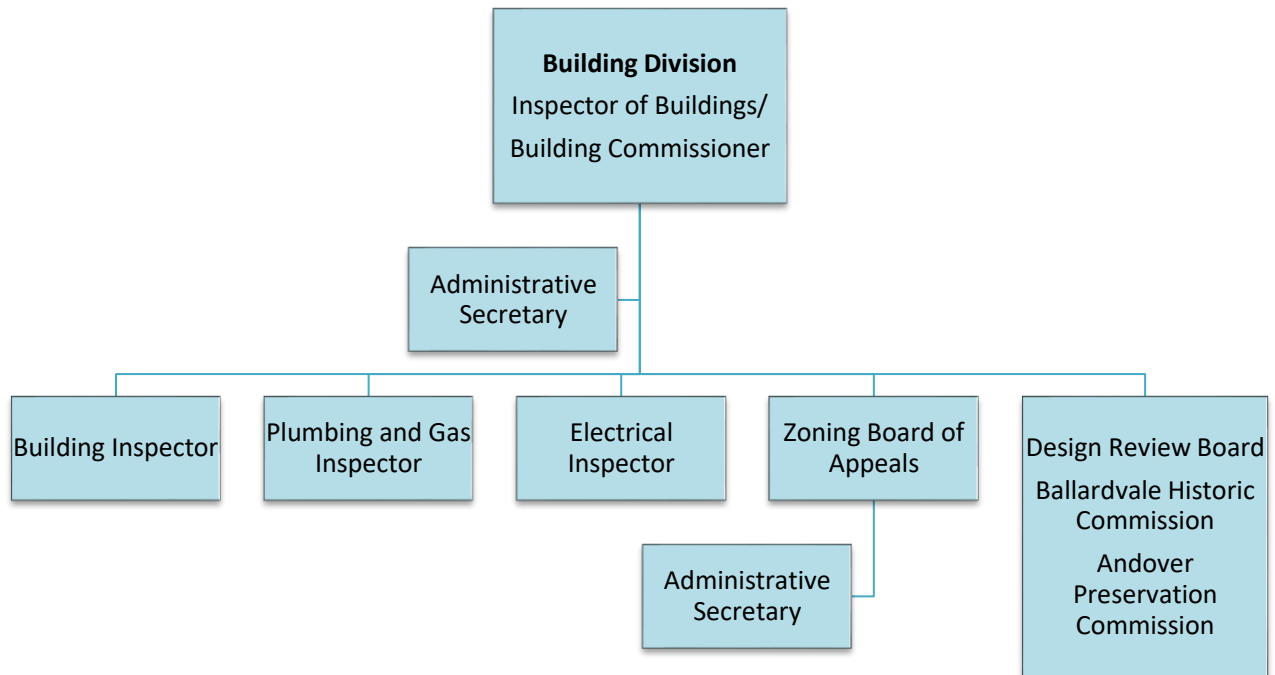 Building Division
Inspector of Buildings/
Building Commissioner
Administrative
Secretary
Building Inspector
Plumbing and Gas
Inspector
Electrical
Inspector
Zoning Board of
Appeals
Administrative
Secretary
Design Review Board
Ballardvale Historic
Commission
Andover
Preservation
Commission